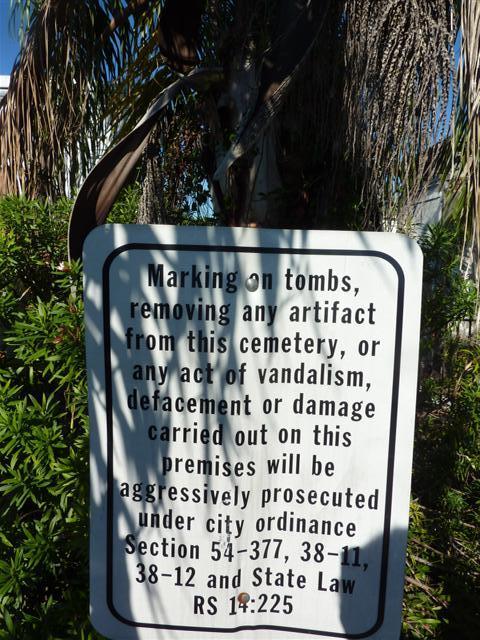 Marking on tombs,
removing any artifact
from this cemetery, or
any act of vandalism,
defacement or damage
carried out on this
premises will be
aggressively prosecuted
under city ordinance
Section 54-377, 38-11,
38-12 and State Law
RS 14:225